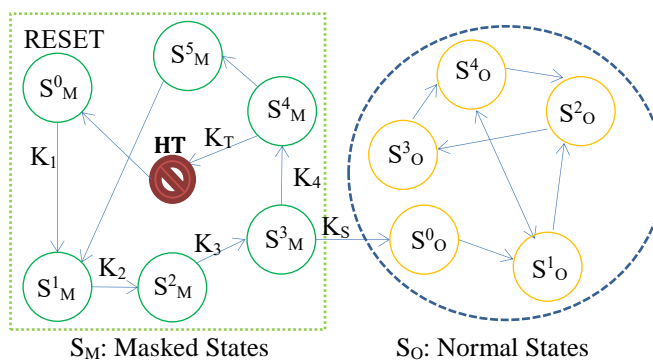 RESET
S⁵M
S⁰M
S⁴O
S⁴M
S²O
HT
KT
K1
S³O
K4
K3
S³M
KS
S⁰O
K2
S¹O
S¹M
S²M
SM: Masked States
SO: Normal States